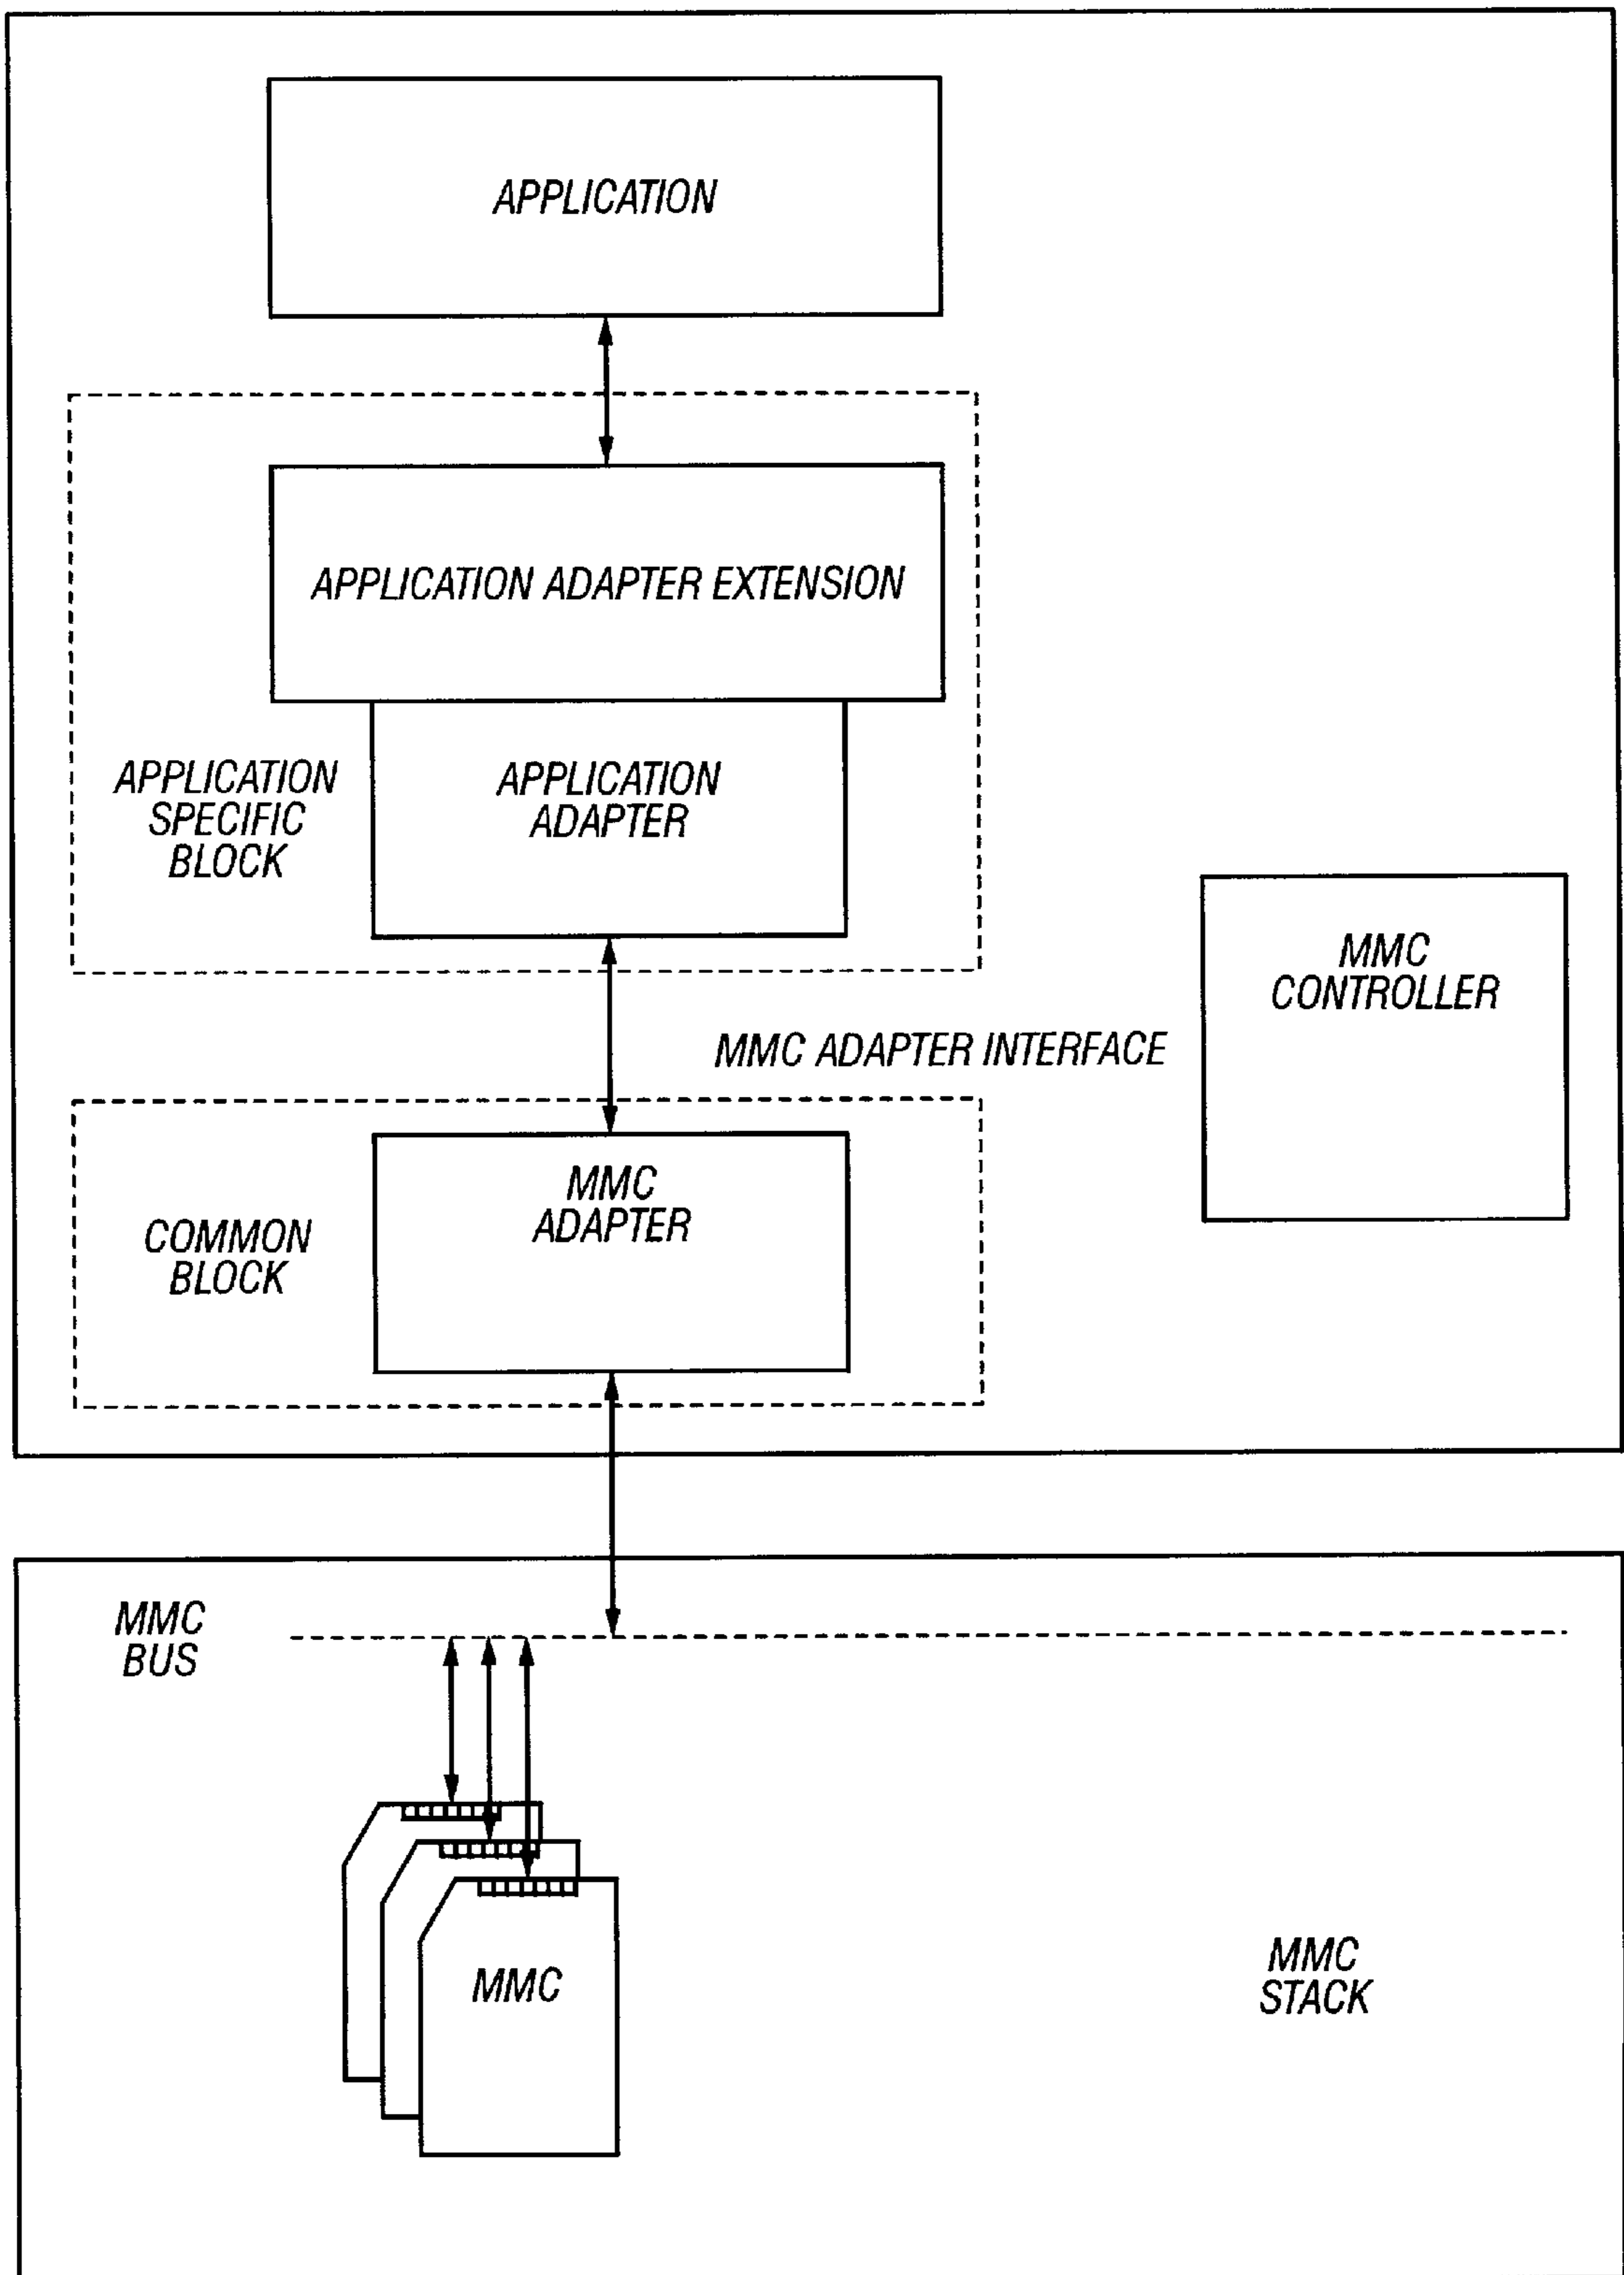 APPLICATION
APPLICATION ADAPTER EXTENSION
APPLICATION
SPECIFIC
BLOCK
APPLICATION
ADAPTER
MMC
CONTROLLER
MMC ADAPTER INTERFACE
MMC
ADAPTER
COMMON
BLOCK
MMC
BUS
MMC
MMC
STACK